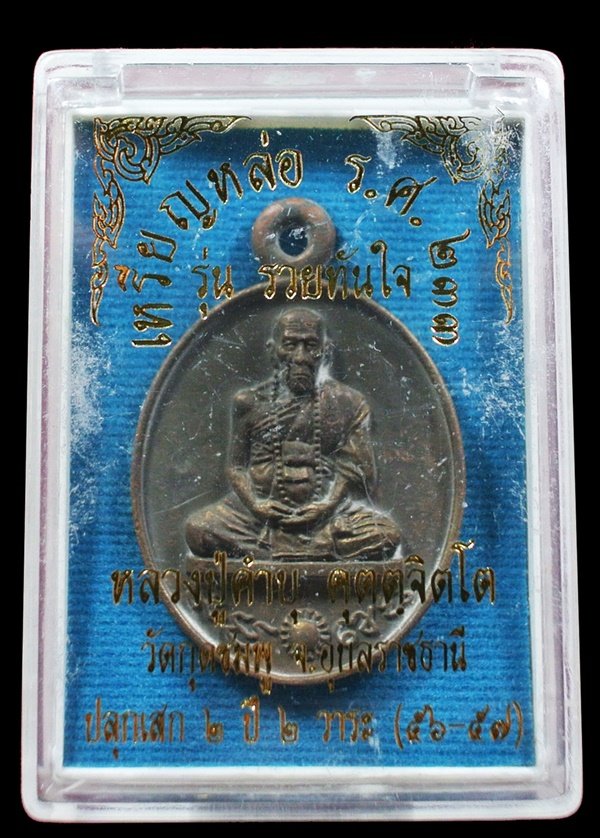 เหรียญหล่อ ร.ศ. ๒๓๓
รุ่น รวยทันใจ
หลวงปู่คำบุ คุตฺตจิตฺโต
วัดกุดชมพู จ.อุบลราชธานี
ปลุกเสก ๒ ปี ๒ วาระ (๕๖-๕๗)